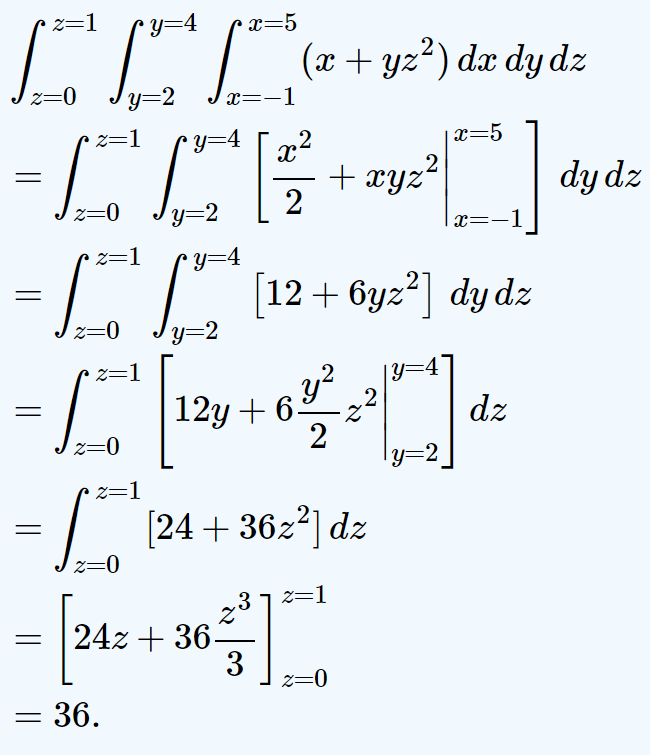 ∫_{z=0}^{z=1} ∫_{y=2}^{y=4} ∫_{x=−1}^{x=5} (x + yz²) dx dy dz
= ∫_{z=0}^{z=1} ∫_{y=2}^{y=4} [x²/2 + xyz² |_{x=−1}^{x=5}] dy dz
= ∫_{z=0}^{z=1} ∫_{y=2}^{y=4} [12 + 6yz²] dy dz
= ∫_{z=0}^{z=1} [12y + 6 y²/2 z² |_{y=2}^{y=4}] dz
= ∫_{z=0}^{z=1} [24 + 36z²] dz
= [24z + 36 z³/3]_{z=0}^{z=1}
= 36.